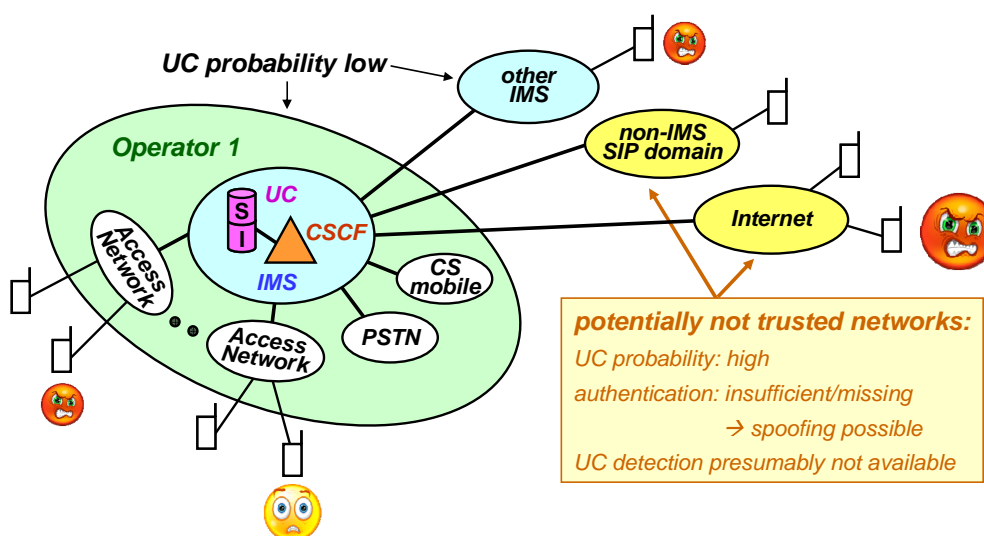 UC probability low
other
IMS
non-IMS
SIP domain
Operator 1
UC
S
I
CSCF
IMS
Internet
Access
Network
CS
mobile
PSTN
Access
Network
potentially not trusted networks:
UC probability: high
authentication: insufficient/missing
→ spoofing possible
UC detection presumably not available